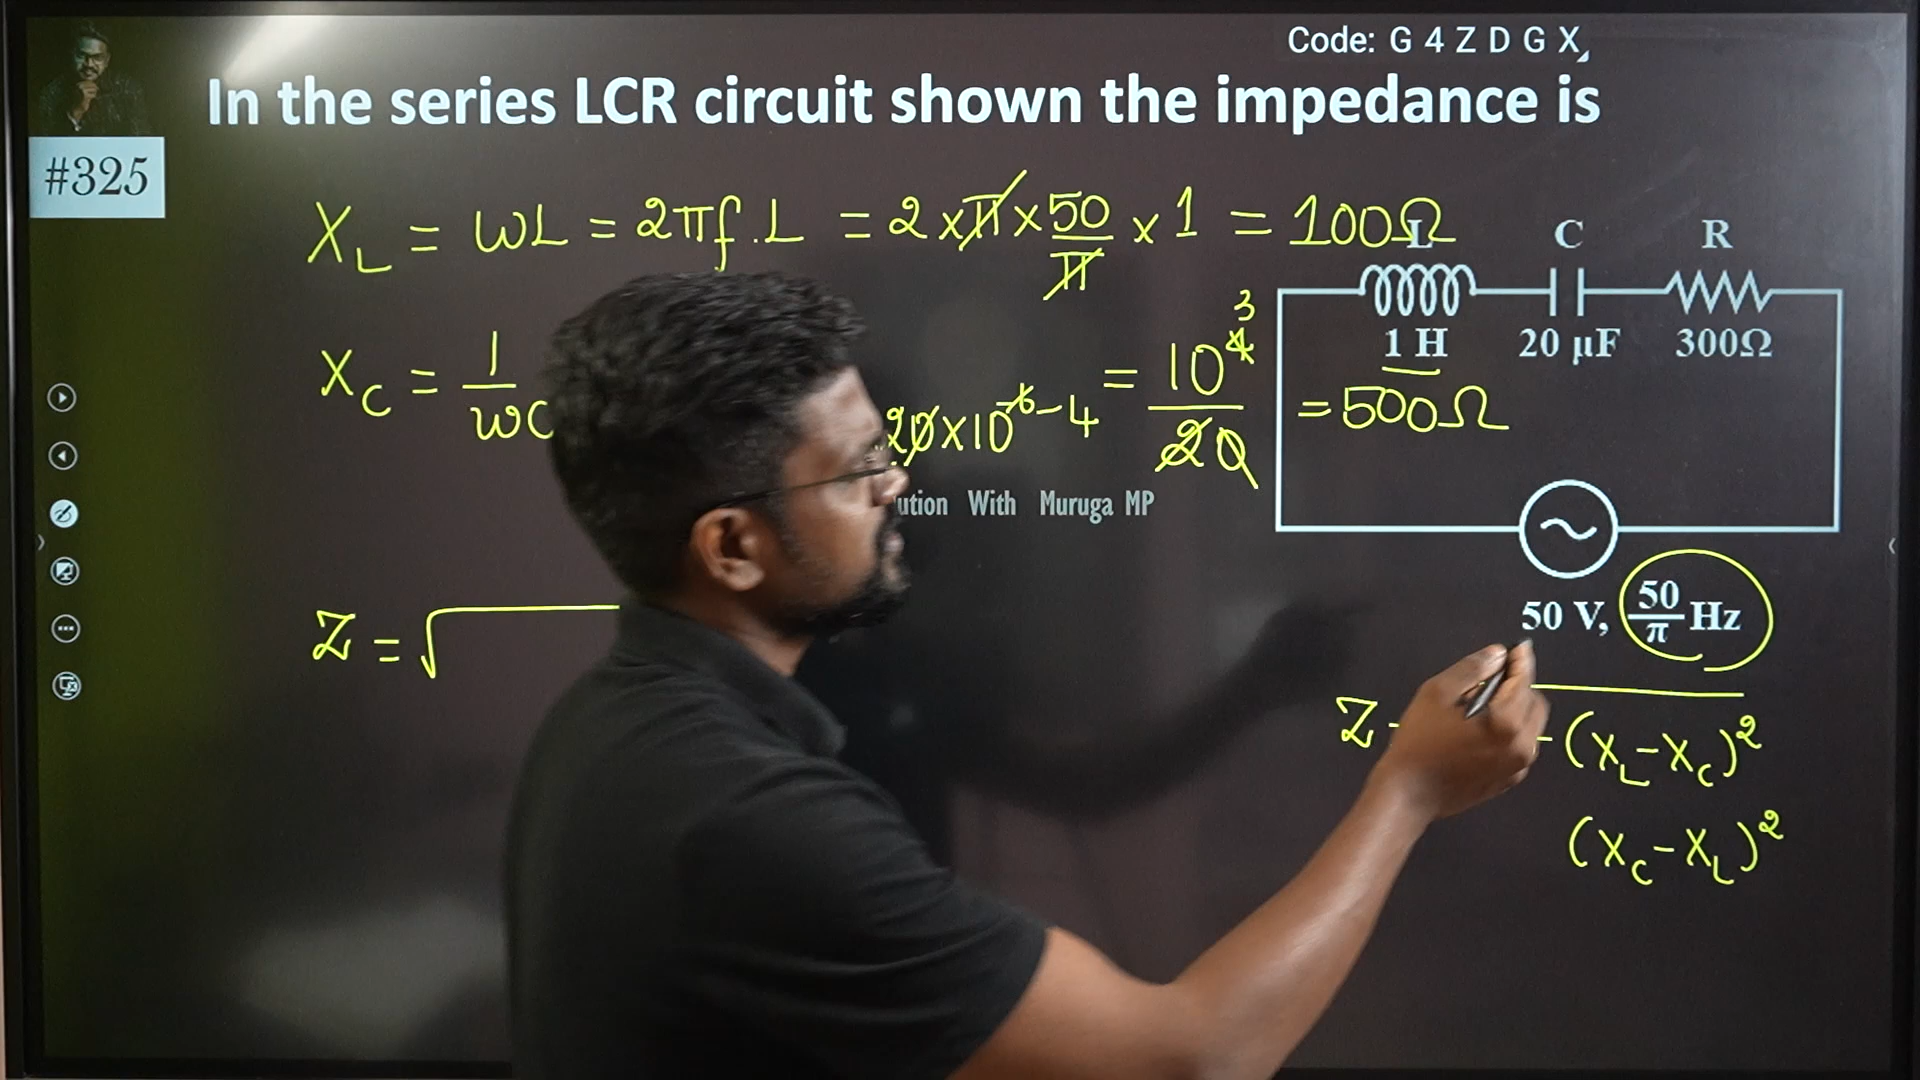 Code: G 4 Z D G X
In the series LCR circuit shown the impedance is
#325
X_L = ωL = 2πf.L = 2 × π × 50/π × 1 = 100Ω
L C R
1 H 20 μF 300Ω
X_C = 1/ωC
20×10^-6-4 = 10^4 3/20 = 500Ω
With Muruga MP
50 V, 50/π Hz
Z = √
Z - (X_L-X_C)²
(X_C-X_L)²